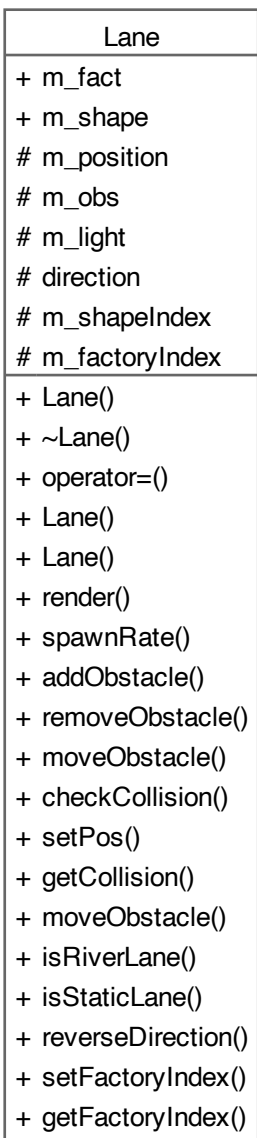 Lane
+ m_fact
+ m_shape
# m_position
# m_obs
# m_light
# direction
# m_shapeIndex
# m_factoryIndex
+ Lane()
+ ~Lane()
+ operator=()
+ Lane()
+ Lane()
+ render()
+ spawnRate()
+ addObstacle()
+ removeObstacle()
+ moveObstacle()
+ checkCollision()
+ setPos()
+ getCollision()
+ moveObstacle()
+ isRiverLane()
+ isStaticLane()
+ reverseDirection()
+ setFactoryIndex()
+ getFactoryIndex()